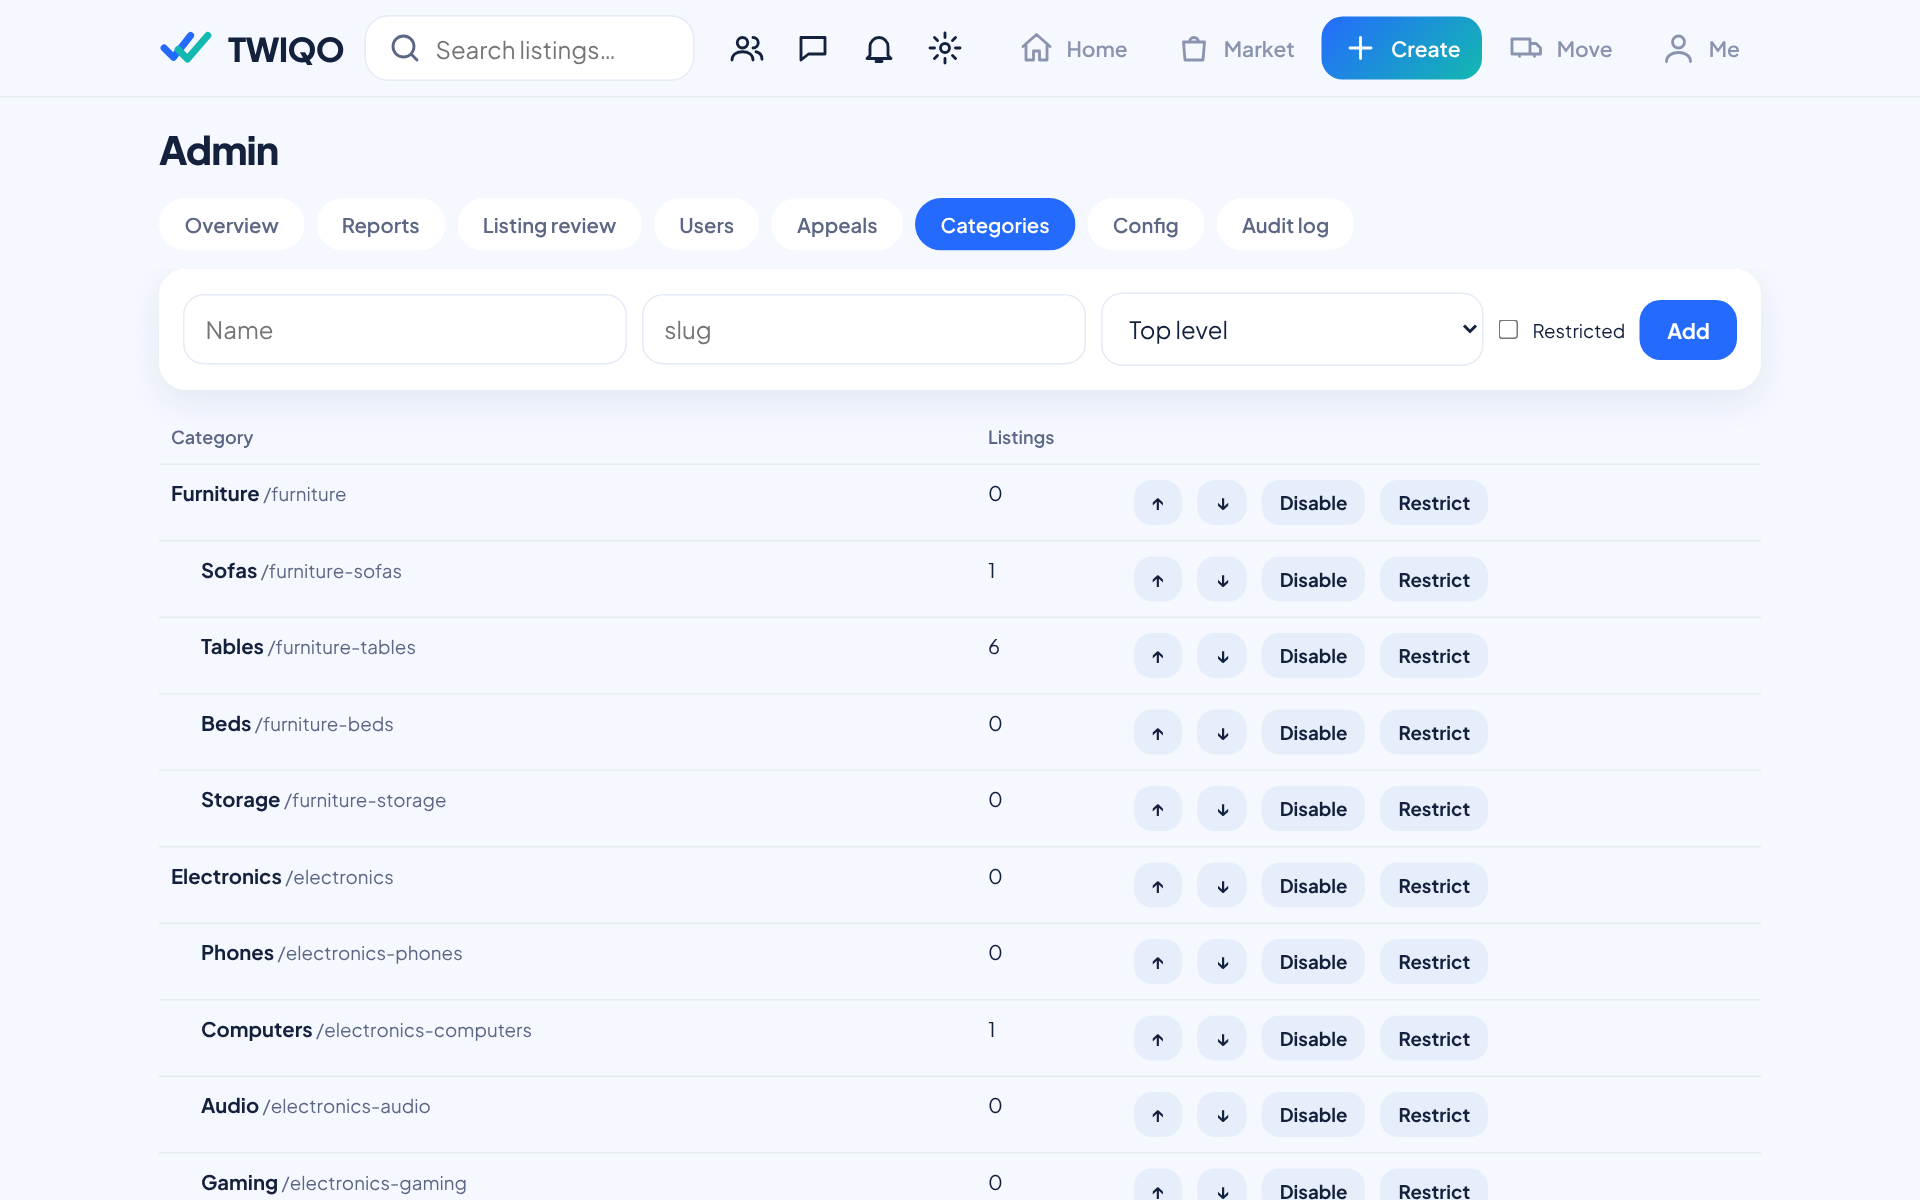 TWIQO Search listings... Home Market Create Move Me
Admin
Overview Reports Listing review Users Appeals Categories Config Audit log
Name slug Top level Restricted Add
Category Listings
Furniture /furniture 0 ↑ ↓ Disable Restrict
Sofas /furniture-sofas 1 ↑ ↓ Disable Restrict
Tables /furniture-tables 6 ↑ ↓ Disable Restrict
Beds /furniture-beds 0 ↑ ↓ Disable Restrict
Storage /furniture-storage 0 ↑ ↓ Disable Restrict
Electronics /electronics 0 ↑ ↓ Disable Restrict
Phones /electronics-phones 0 ↑ ↓ Disable Restrict
Computers /electronics-computers 1 ↑ ↓ Disable Restrict
Audio /electronics-audio 0 ↑ ↓ Disable Restrict
Gaming /electronics-gaming 0 ↑ ↓ Disable Restrict